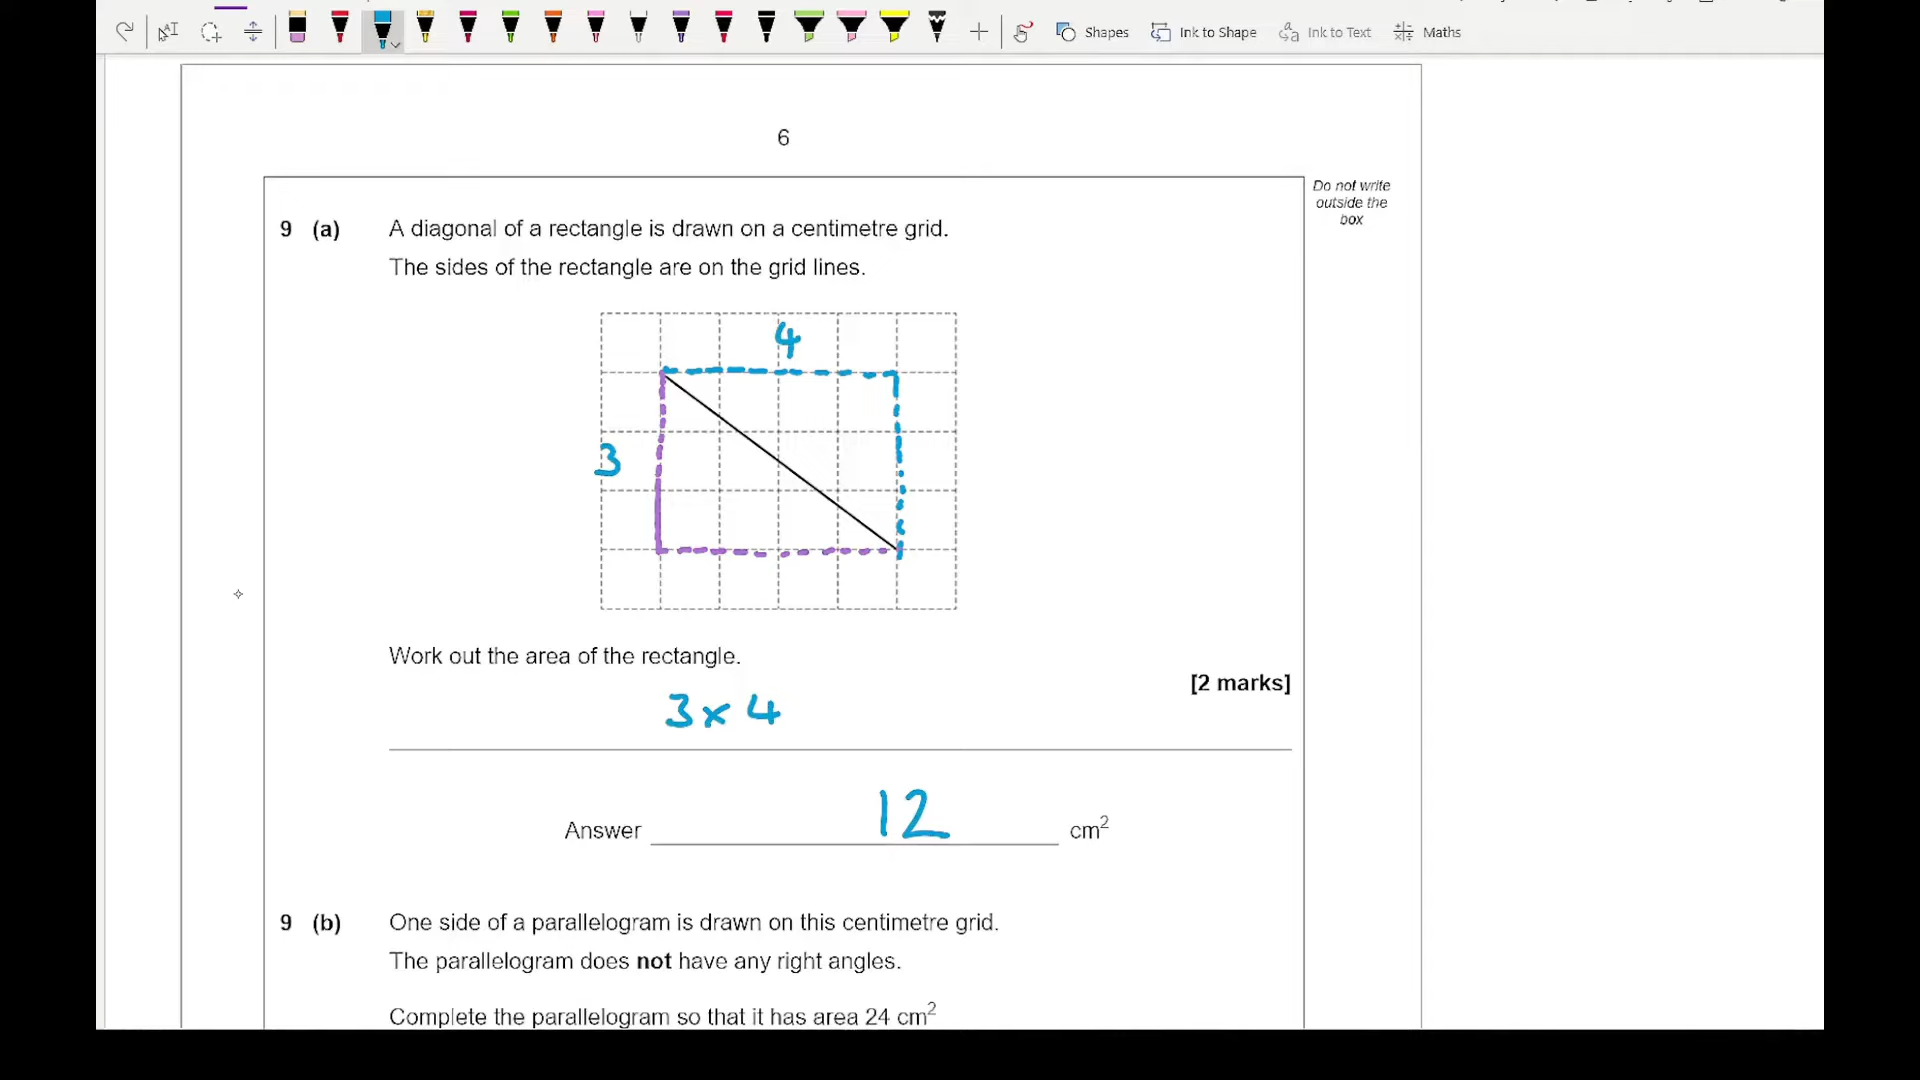 Shapes Ink to Shape Ink to Text Maths
6
Do not write
outside the
box
9 (a) A diagonal of a rectangle is drawn on a centimetre grid.
The sides of the rectangle are on the grid lines.
4
3
Work out the area of the rectangle.
[2 marks]
3 × 4
Answer 12 cm²
9 (b) One side of a parallelogram is drawn on this centimetre grid.
The parallelogram does not have any right angles.
Complete the parallelogram so that it has area 24 cm²